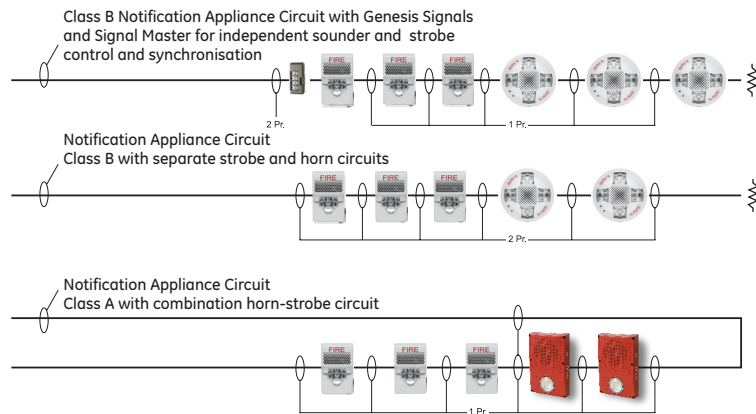 Class B Notification Appliance Circuit with Genesis Signals
and Signal Master for independent sounder and strobe
control and synchronisation
FIRE FIRE FIRE
2 Pr.
1 Pr.
Notification Appliance Circuit
Class B with separate strobe and horn circuits
FIRE FIRE FIRE
2 Pr.
Notification Appliance Circuit
Class A with combination horn-strobe circuit
FIRE FIRE FIRE
1 Pr.